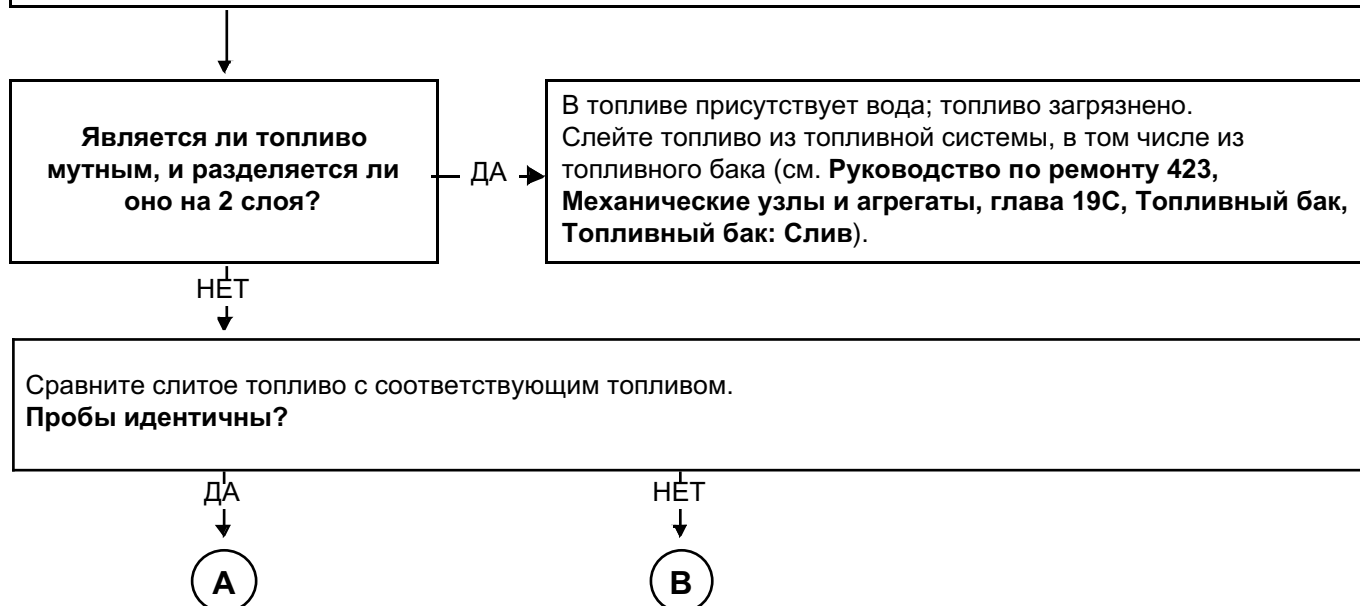 Является ли топливо
мутным, и разделяется ли
оно на 2 слоя?
ДА
В топливе присутствует вода; топливо загрязнено.
Слейте топливо из топливной системы, в том числе из
топливного бака (см. Руководство по ремонту 423,
Механические узлы и агрегаты, глава 19С, Топливный бак,
Топливный бак: Слив).
НЕТ
Сравните слитое топливо с соответствующим топливом.
Пробы идентичны?
ДА
НЕТ
A
B